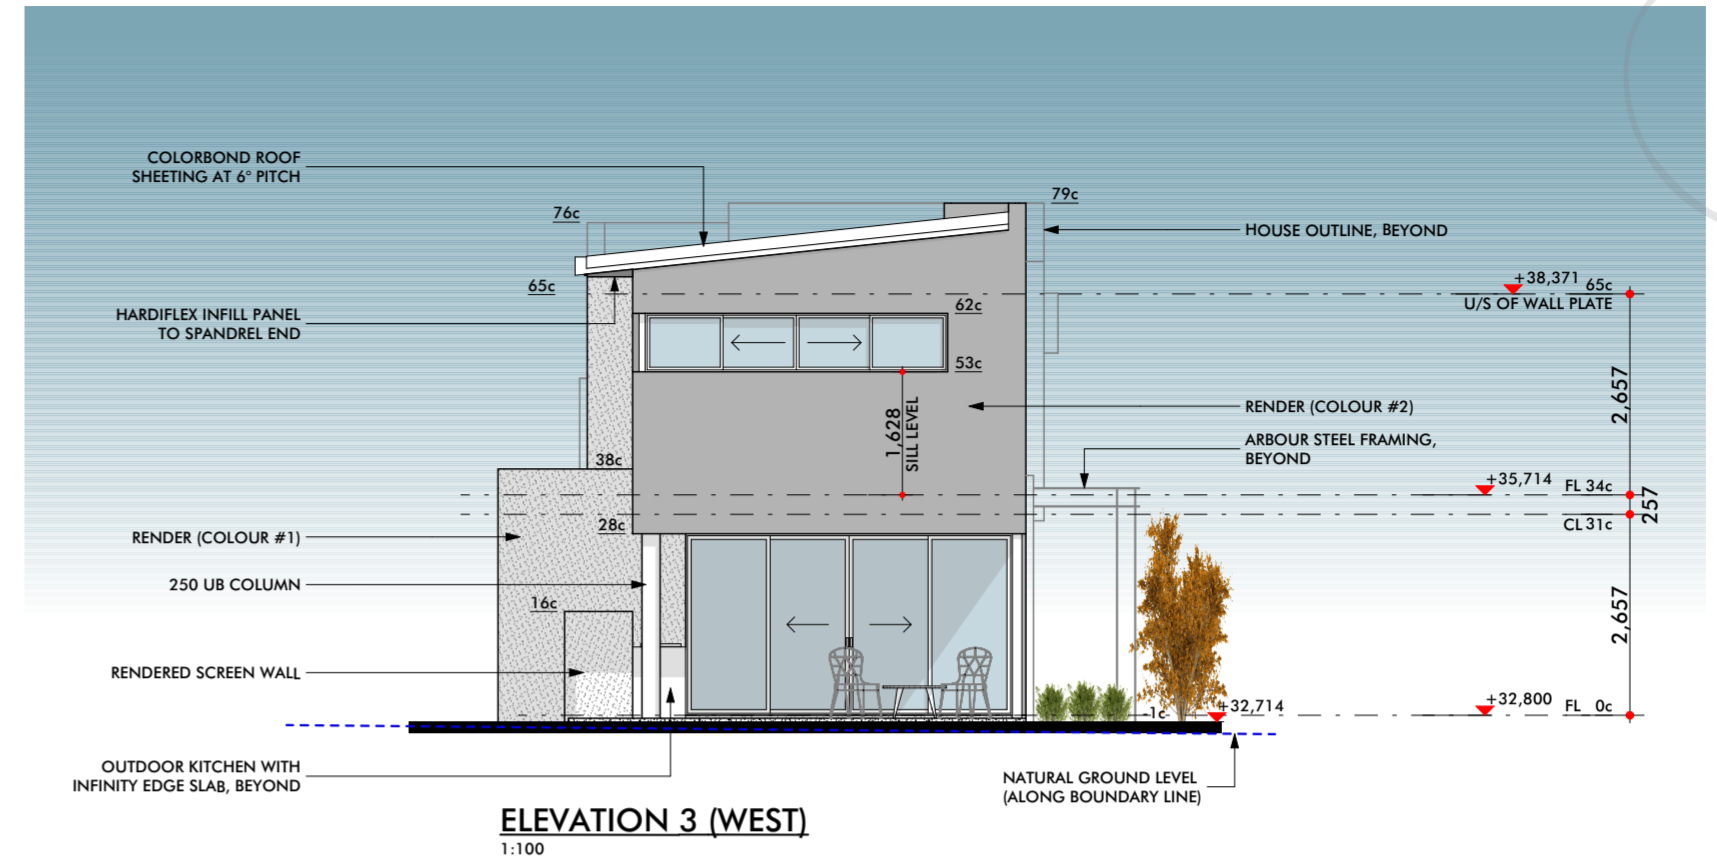 COLORBOND ROOF
SHEETING AT 6° PITCH
76c
79c
HOUSE OUTLINE, BEYOND
65c
+38,371 65c
U/S OF WALL PLATE
HARDIFLEX INFILL PANEL
TO SPANDREL END
62c
53c
2,657
1,628
SILL LEVEL
RENDER (COLOUR #2)
ARBOUR STEEL FRAMING,
BEYOND
38c
+35,714 FL 34c
257
CL 31c
28c
RENDER (COLOUR #1)
250 UB COLUMN
16c
2,657
RENDERED SCREEN WALL
-1c
+32,714
+32,800 FL 0c
OUTDOOR KITCHEN WITH
INFINITY EDGE SLAB, BEYOND
NATURAL GROUND LEVEL
(ALONG BOUNDARY LINE)
ELEVATION 3 (WEST)
1:100